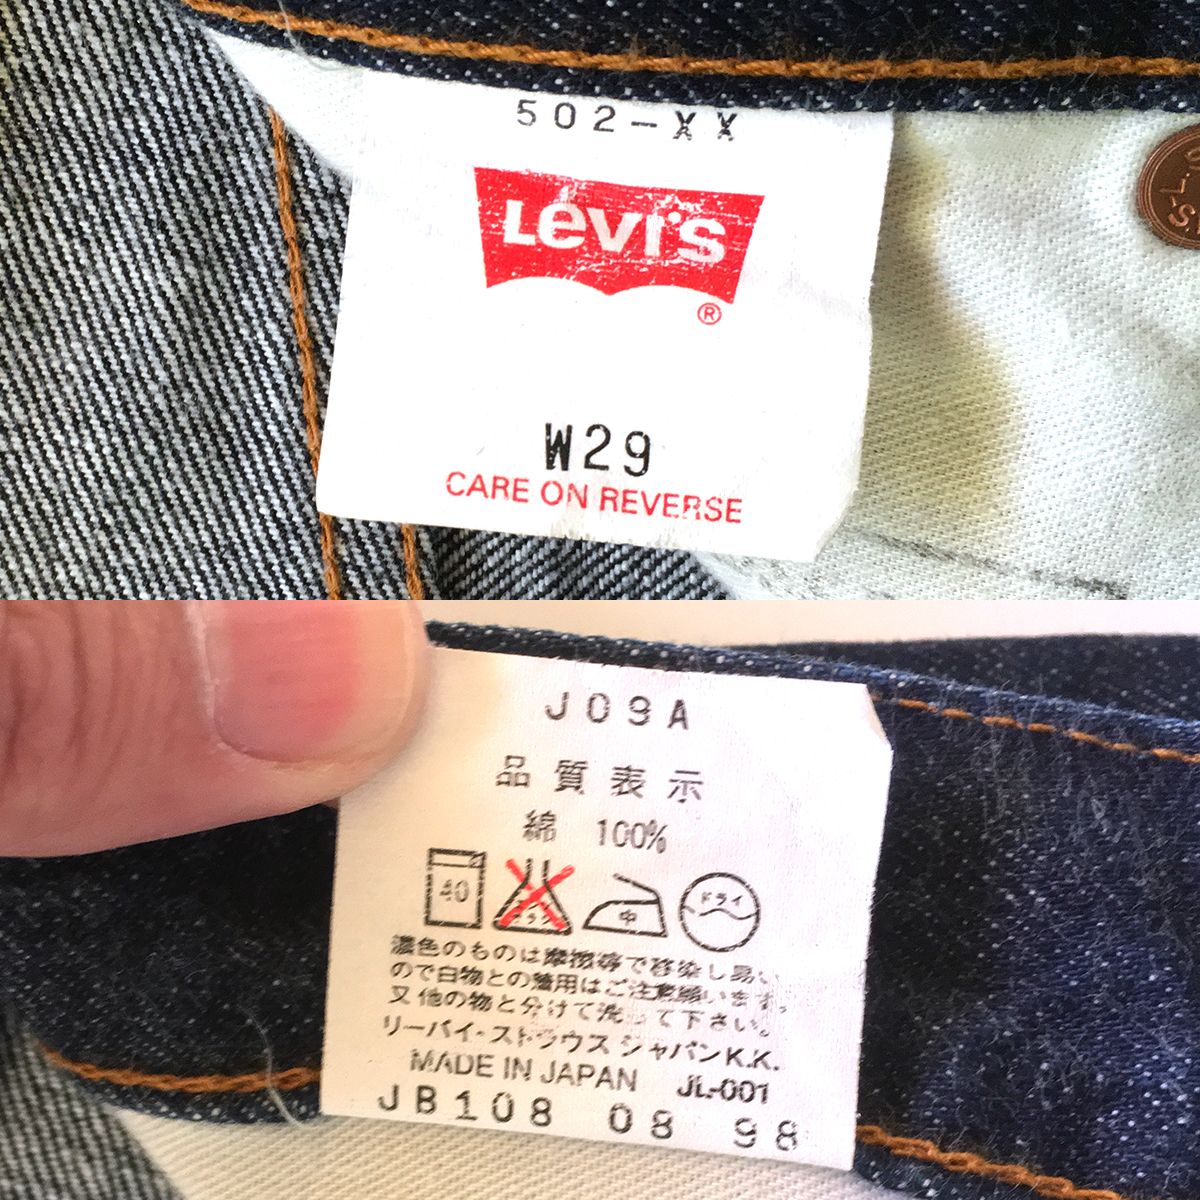 502-XX
Levi's
®
W29
CARE ON REVERSE
L.S
S.F
J09A
品質表示
綿 100%
40
中
ドライ
濃色のものは摩擦等で移染し易い
ので白物との着用はご注意願います。
又他の物と分けて洗って下さい。
リーバイ・ストラウス ジャパンK.K.
MADE IN JAPAN JL-001
JB108 08 98